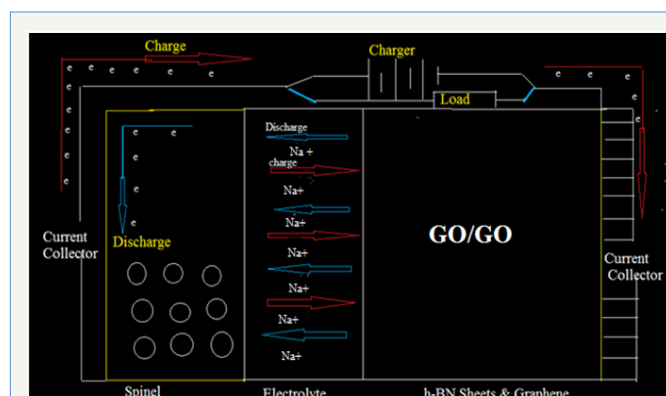 Charge
Charger
e e e e e e
e e e
Load
e
e
e
e
e
e e
e
e
e
e
Discharge
Na +
charge
Na+
Na+
Na+
Na+
Na+
Na+
Na+
GO/GO
Discharge
Current
Collector
Current
Collector
Spinel
Electrolyte
h-BN Sheets & Graphene